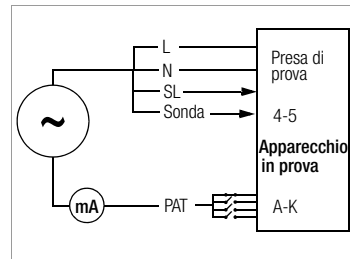 L
N
SL
Sonda
Presa di
prova
4-5
Apparecchio
in prova
~
mA
PAT
A-K